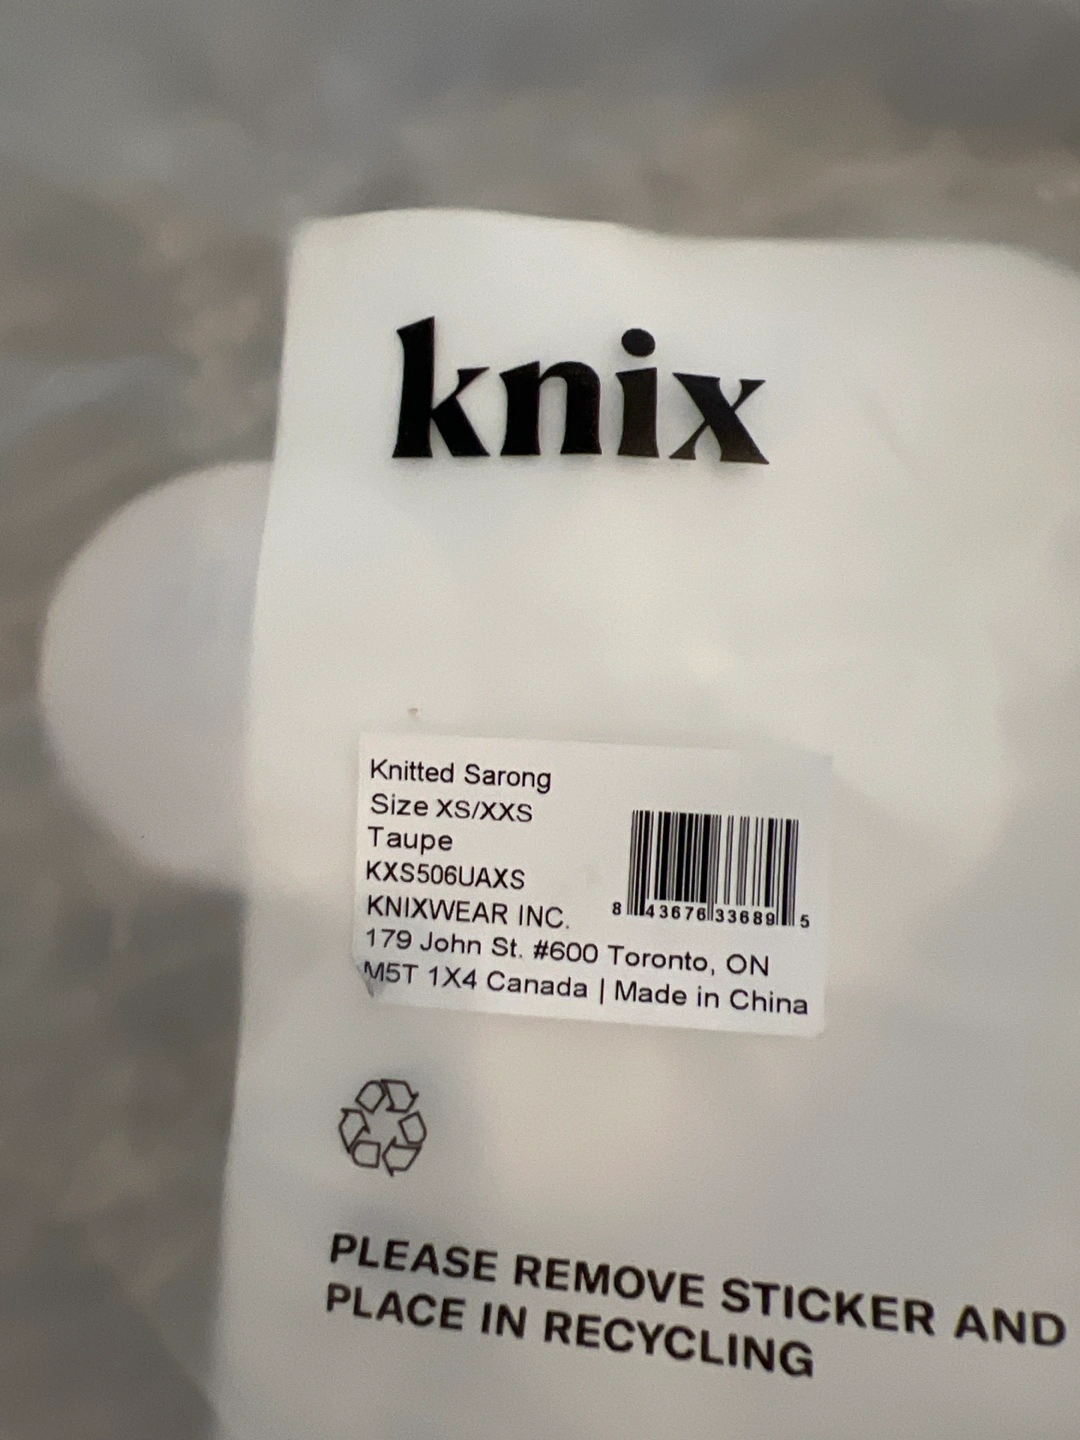 knix
Knitted Sarong
Size XS/XXS
Taupe
KXS506UAXS
KNIXWEAR INC.
8 43676 33689 5
179 John St. #600 Toronto, ON
M5T 1X4 Canada | Made in China
PLEASE REMOVE STICKER AND
PLACE IN RECYCLING